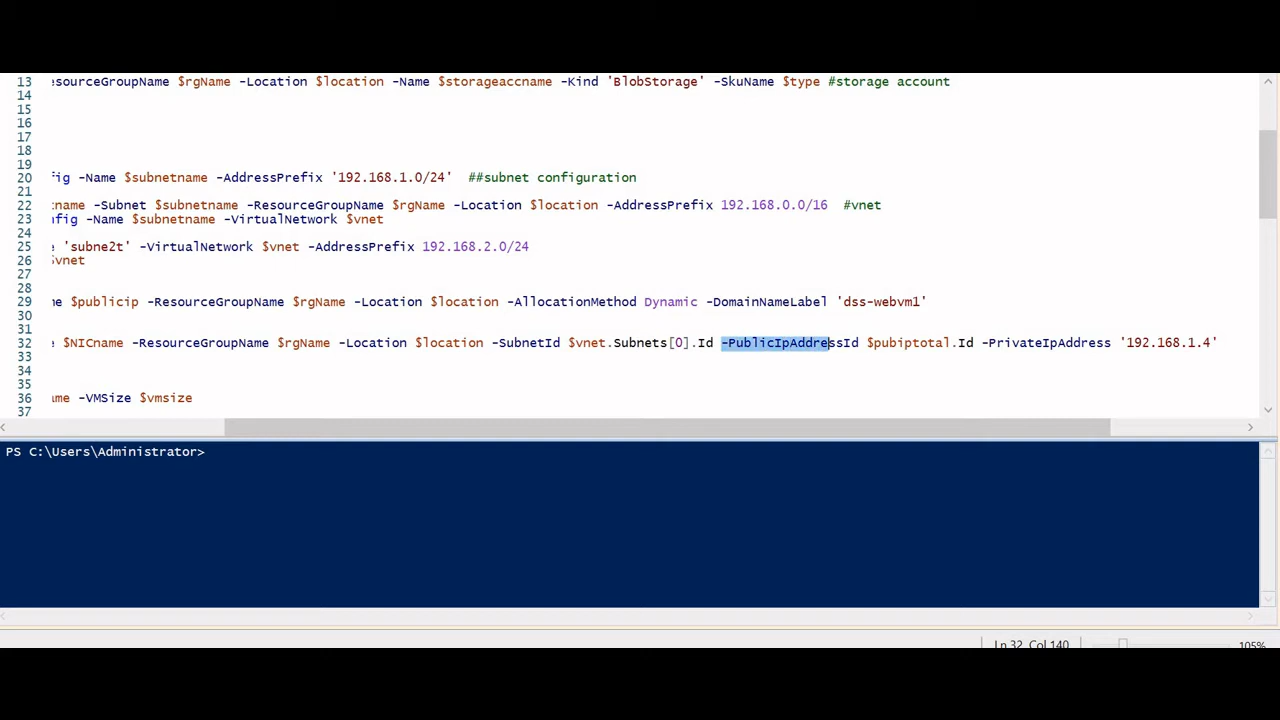 13 esourceGroupName $rgName -Location $location -Name $storageaccname -Kind 'BlobStorage' -SkuName $type #storage account
14
15
16
17
18
19
20 fig -Name $subnetname -AddressPrefix '192.168.1.0/24' ##subnet configuration
21
22 tname -Subnet $subnetname -ResourceGroupName $rgName -Location $location -AddressPrefix 192.168.0.0/16 #vnet
23 nfig -Name $subnetname -VirtualNetwork $vnet
24
25 e 'subne2t' -VirtualNetwork $vnet -AddressPrefix 192.168.2.0/24
26 $vnet
27
28
29 me $publicip -ResourceGroupName $rgName -Location $location -AllocationMethod Dynamic -DomainNameLabel 'dss-webvm1'
30
31
32 e $NICname -ResourceGroupName $rgName -Location $location -SubnetId $vnet.Subnets[0].Id -PublicIpAddressId $pubiptotal.Id -PrivateIpAddress '192.168.1.4'
33
34
35
36 ame -VMSize $vmsize
37
PS C:\Users\Administrator>
Ln 32 Col 140 105%